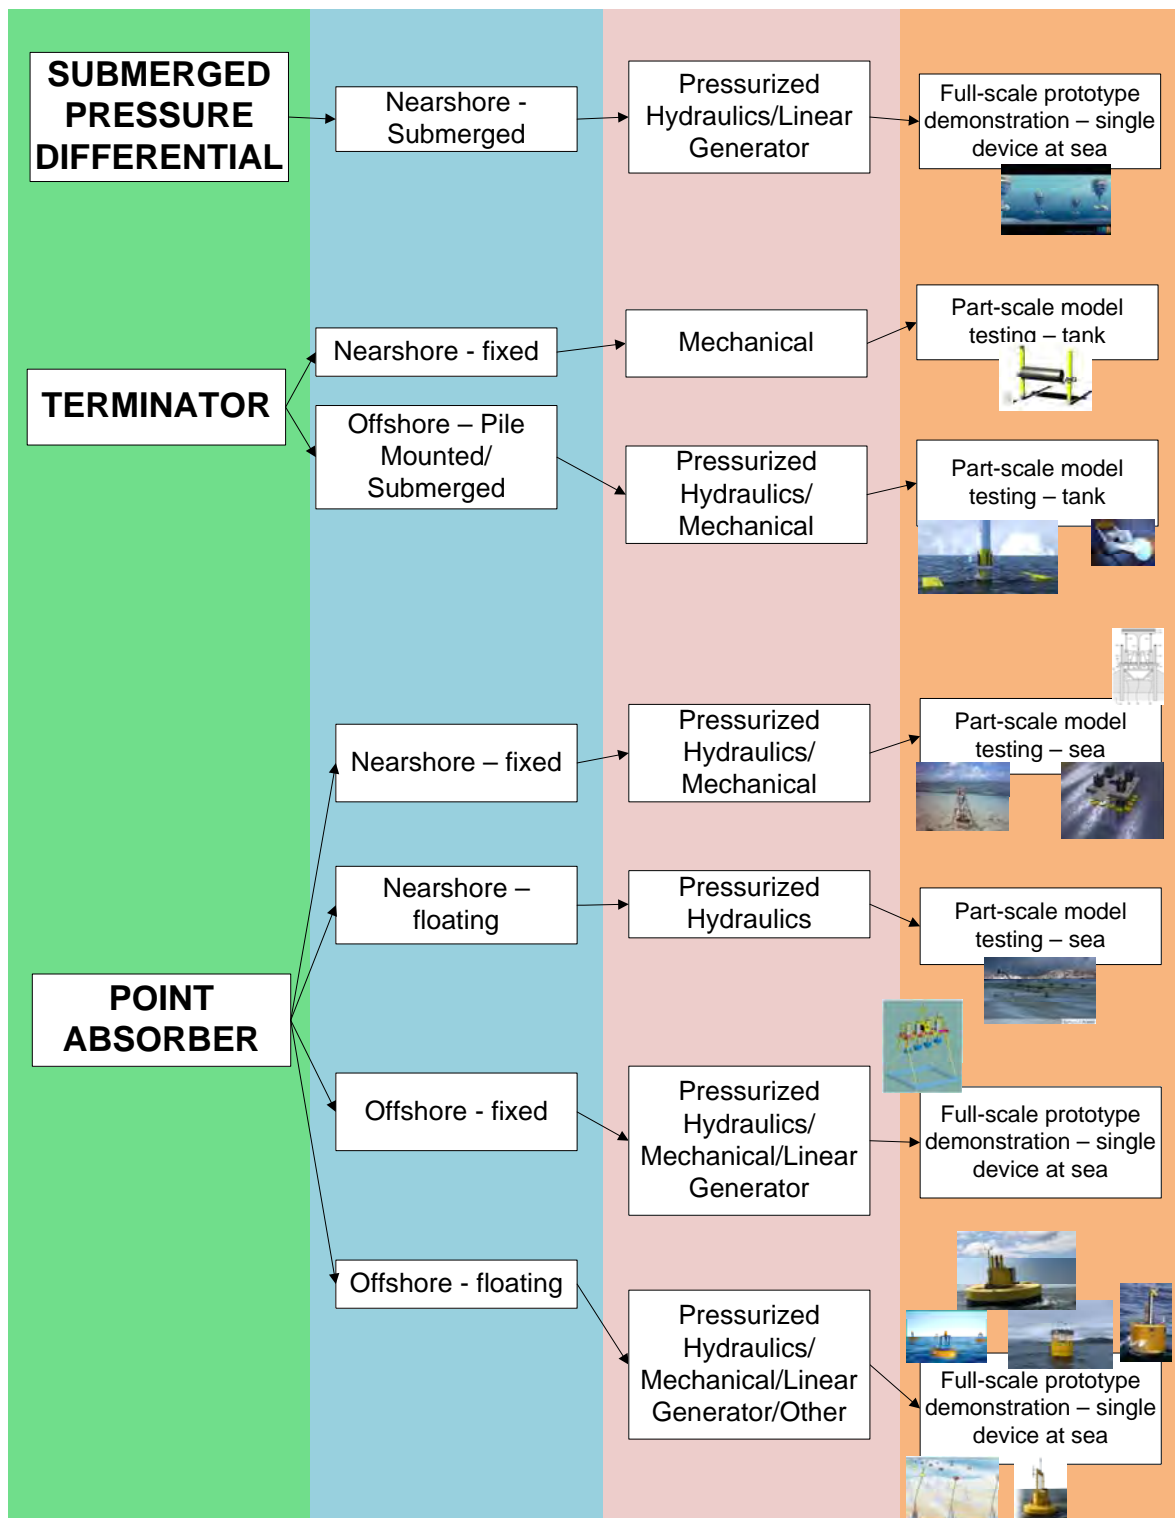 SUBMERGED
PRESSURE
DIFFERENTIAL
Nearshore -
Submerged
Pressurized
Hydraulics/Linear
Generator
Full-scale prototype
demonstration – single
device at sea
TERMINATOR
Nearshore - fixed
Mechanical
Part-scale model
testing – tank
Offshore – Pile
Mounted/
Submerged
Pressurized
Hydraulics/
Mechanical
Part-scale model
testing – tank
POINT
ABSORBER
Nearshore – fixed
Pressurized
Hydraulics/
Mechanical
Part-scale model
testing – sea
Nearshore –
floating
Pressurized
Hydraulics
Part-scale model
testing – sea
Offshore - fixed
Pressurized
Hydraulics/
Mechanical/Linear
Generator
Full-scale prototype
demonstration – single
device at sea
Offshore - floating
Pressurized
Hydraulics/
Mechanical/Linear
Generator/Other
Full-scale prototype
demonstration – single
device at sea